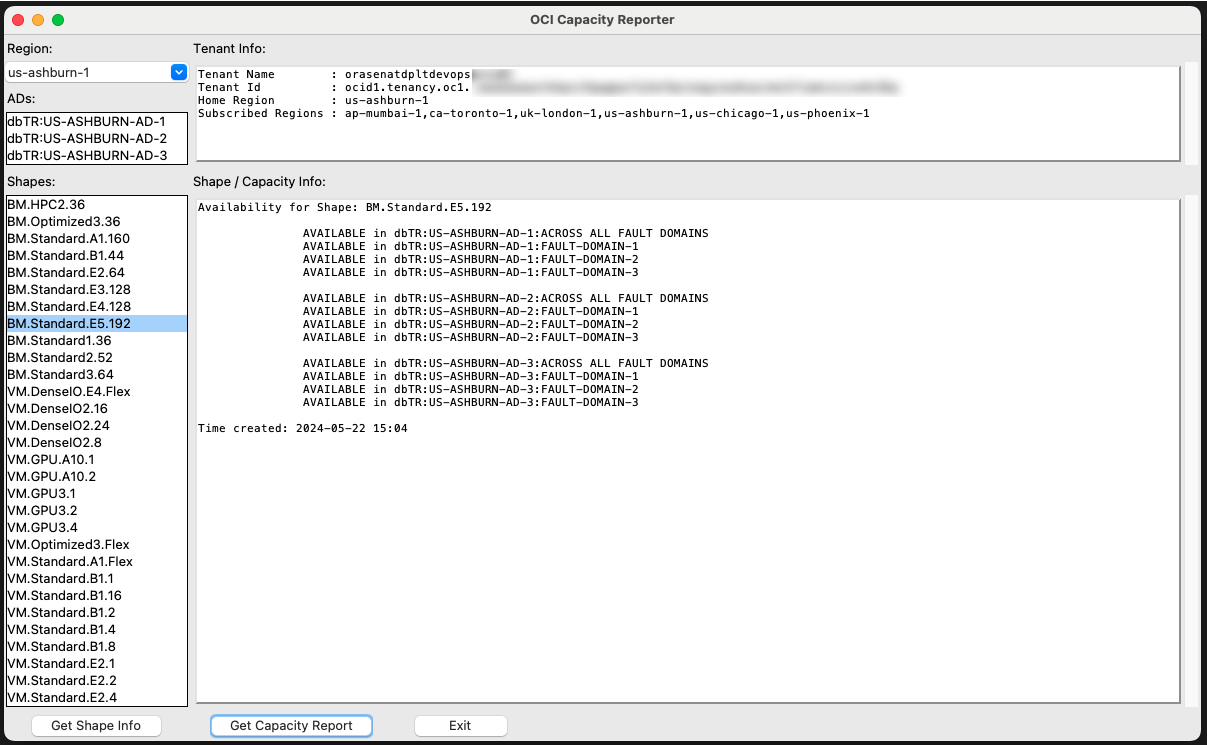 OCI Capacity Reporter
Region:
us-ashburn-1
ADs:
dbTR:US-ASHBURN-AD-1
dbTR:US-ASHBURN-AD-2
dbTR:US-ASHBURN-AD-3
Shapes:
BM.HPC2.36
BM.Optimized3.36
BM.Standard.A1.160
BM.Standard.B1.44
BM.Standard.E2.64
BM.Standard.E3.128
BM.Standard.E4.128
BM.Standard.E5.192
BM.Standard1.36
BM.Standard2.52
BM.Standard3.64
VM.DenseIO.E4.Flex
VM.DenseIO2.16
VM.DenseIO2.24
VM.DenseIO2.8
VM.GPU.A10.1
VM.GPU.A10.2
VM.GPU3.1
VM.GPU3.2
VM.GPU3.4
VM.Optimized3.Flex
VM.Standard.A1.Flex
VM.Standard.B1.1
VM.Standard.B1.16
VM.Standard.B1.2
VM.Standard.B1.4
VM.Standard.B1.8
VM.Standard.E2.1
VM.Standard.E2.2
VM.Standard.E2.4
Tenant Info:
Tenant Name : orasenatdpltdevops
Tenant Id : ocid1.tenancy.oc1.
Home Region : us-ashburn-1
Subscribed Regions : ap-mumbai-1,ca-toronto-1,uk-london-1,us-ashburn-1,us-chicago-1,us-phoenix-1
Shape / Capacity Info:
Availability for Shape: BM.Standard.E5.192
AVAILABLE in dbTR:US-ASHBURN-AD-1:ACROSS ALL FAULT DOMAINS
AVAILABLE in dbTR:US-ASHBURN-AD-1:FAULT-DOMAIN-1
AVAILABLE in dbTR:US-ASHBURN-AD-1:FAULT-DOMAIN-2
AVAILABLE in dbTR:US-ASHBURN-AD-1:FAULT-DOMAIN-3
AVAILABLE in dbTR:US-ASHBURN-AD-2:ACROSS ALL FAULT DOMAINS
AVAILABLE in dbTR:US-ASHBURN-AD-2:FAULT-DOMAIN-1
AVAILABLE in dbTR:US-ASHBURN-AD-2:FAULT-DOMAIN-2
AVAILABLE in dbTR:US-ASHBURN-AD-2:FAULT-DOMAIN-3
AVAILABLE in dbTR:US-ASHBURN-AD-3:ACROSS ALL FAULT DOMAINS
AVAILABLE in dbTR:US-ASHBURN-AD-3:FAULT-DOMAIN-1
AVAILABLE in dbTR:US-ASHBURN-AD-3:FAULT-DOMAIN-2
AVAILABLE in dbTR:US-ASHBURN-AD-3:FAULT-DOMAIN-3
Time created: 2024-05-22 15:04
Get Shape Info
Get Capacity Report
Exit